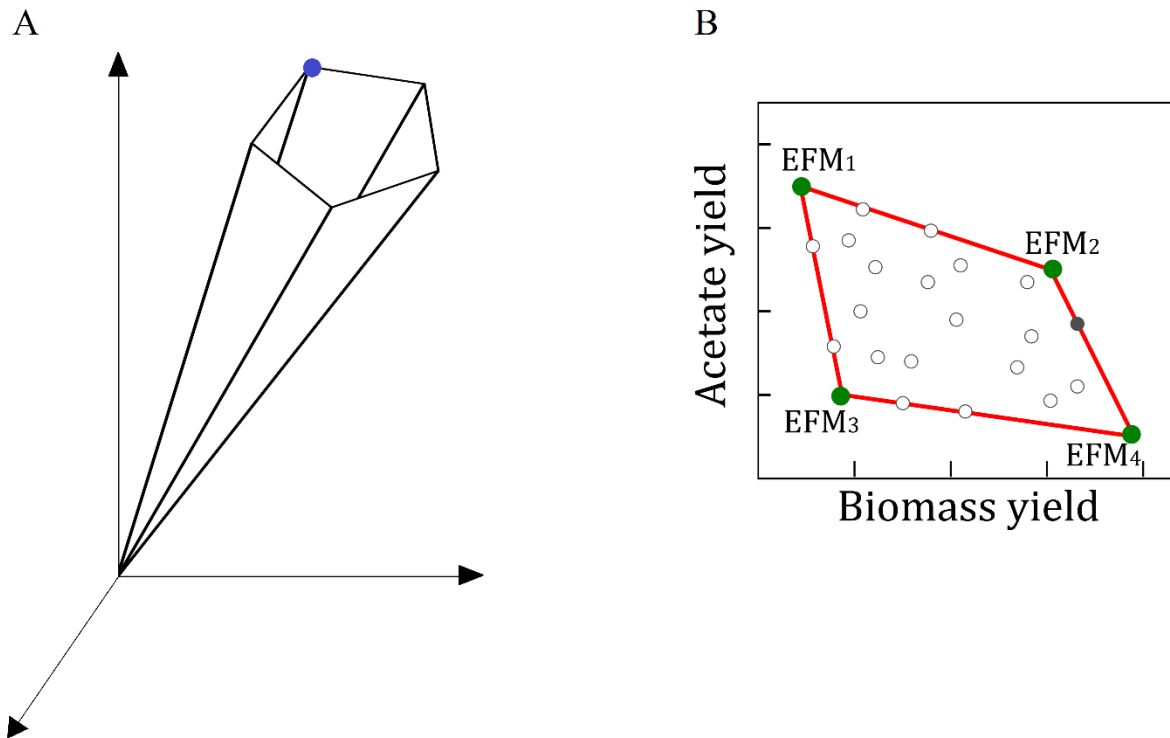 A
B
EFM1
EFM2
EFM3
EFM4
Acetate yield
Biomass yield